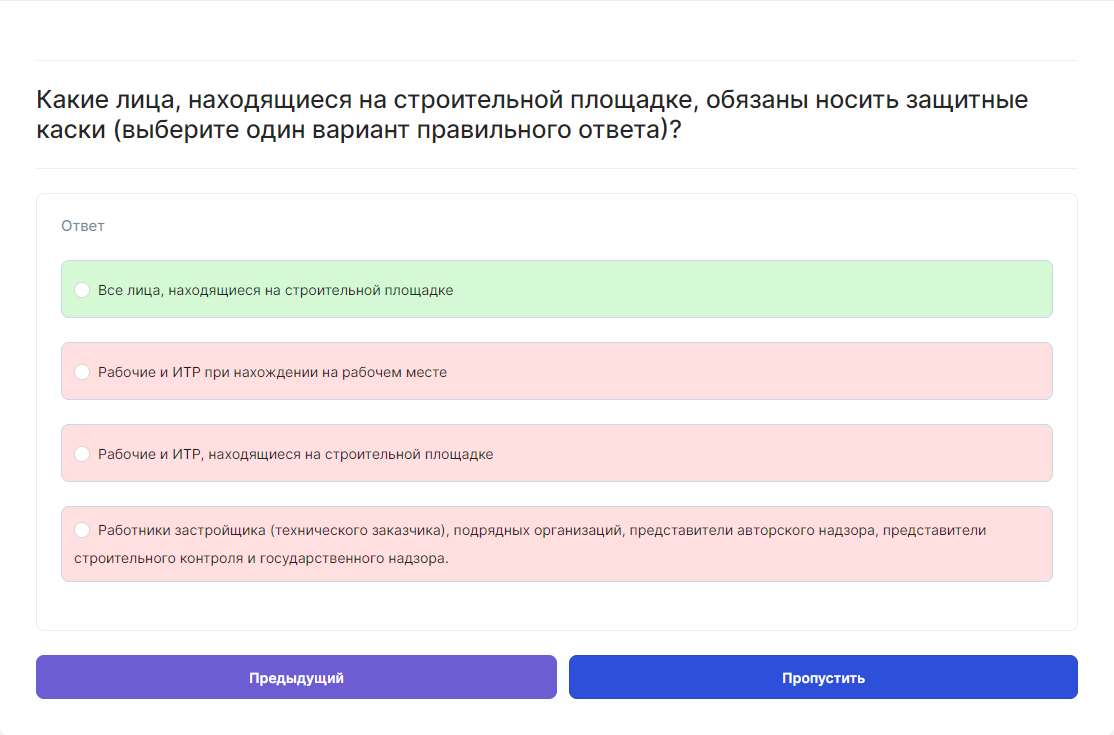 Какие лица, находящиеся на строительной площадке, обязаны носить защитные
каски (выберите один вариант правильного ответа)?
Ответ
Все лица, находящиеся на строительной площадке
Рабочие и ИТР при нахождении на рабочем месте
Рабочие и ИТР, находящиеся на строительной площадке
Работники застройщика (технического заказчика), подрядных организаций, представители авторского надзора, представители
строительного контроля и государственного надзора.
Предыдущий
Пропустить